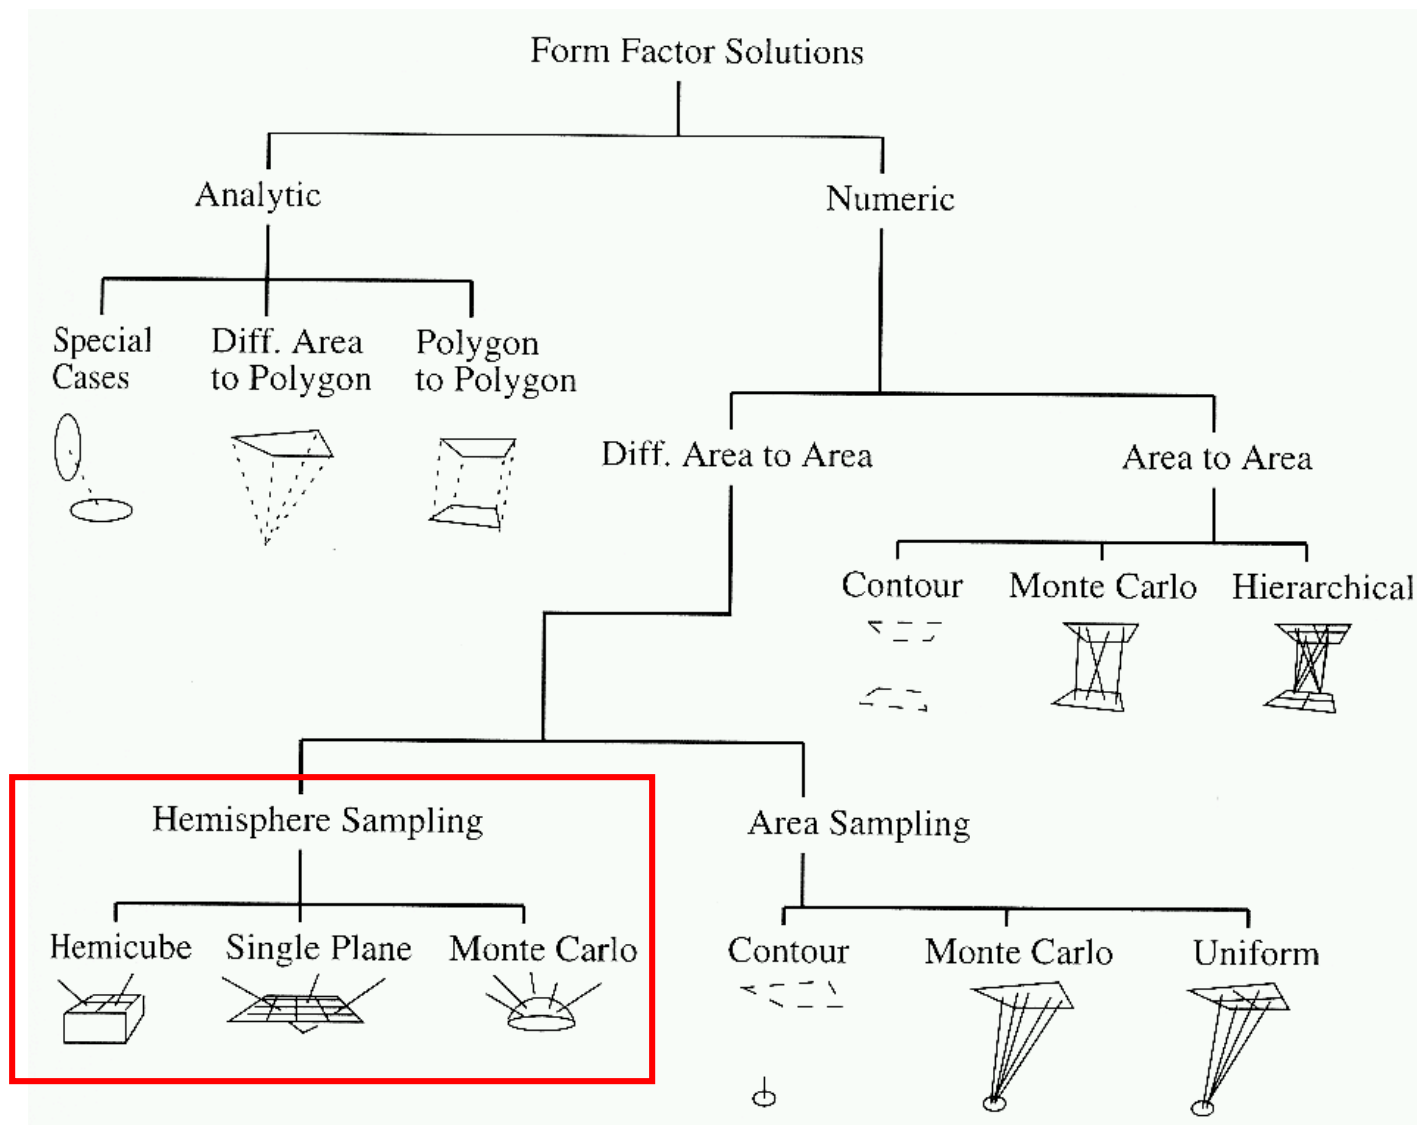 Form Factor Solutions
Analytic
Numeric
Special
Cases
Diff. Area
to Polygon
Polygon
to Polygon
Diff. Area to Area
Area to Area
Contour
Monte Carlo
Hierarchical
Hemisphere Sampling
Area Sampling
Hemicube
Single Plane
Monte Carlo
Contour
Monte Carlo
Uniform